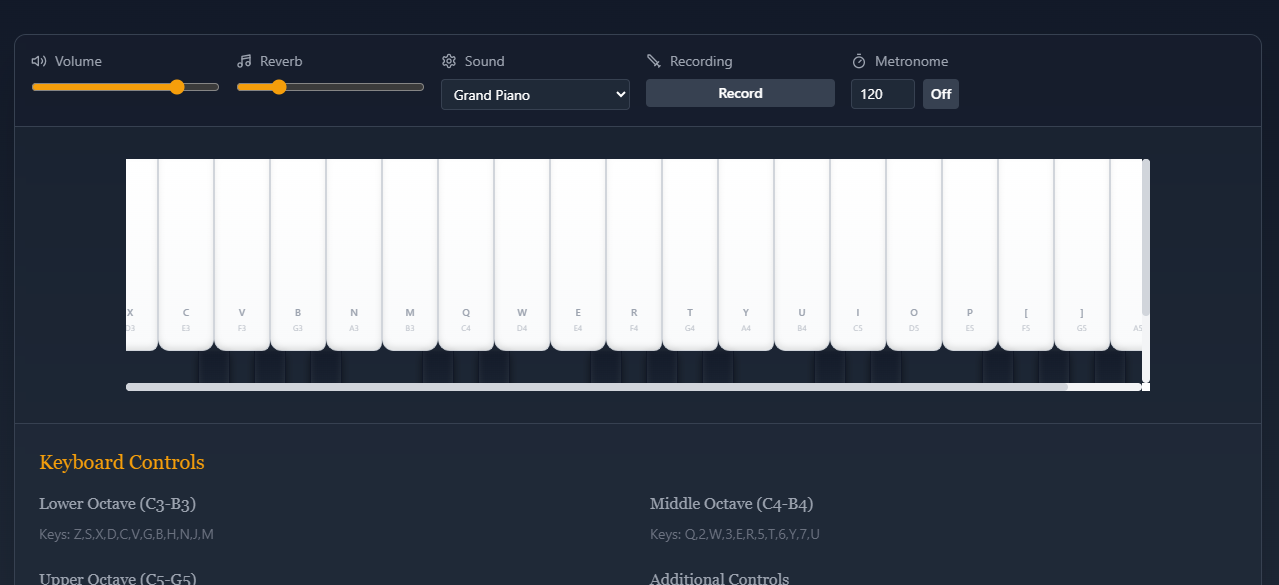 Volume
Reverb
Sound
Recording
Metronome
Grand Piano
Record
120
Off
X C V B N M Q W E R T Y U I O P [ ]
D3 E3 F3 G3 A3 B3 C4 D4 E4 F4 G4 A4 B4 C5 D5 E5 F5 G5 A5
Keyboard Controls
Lower Octave (C3-B3)
Keys: Z,S,X,D,C,V,G,B,H,N,J,M
Middle Octave (C4-B4)
Keys: Q,2,W,3,E,R,5,T,6,Y,7,U
Upper Octave (C5-G5)
Additional Controls